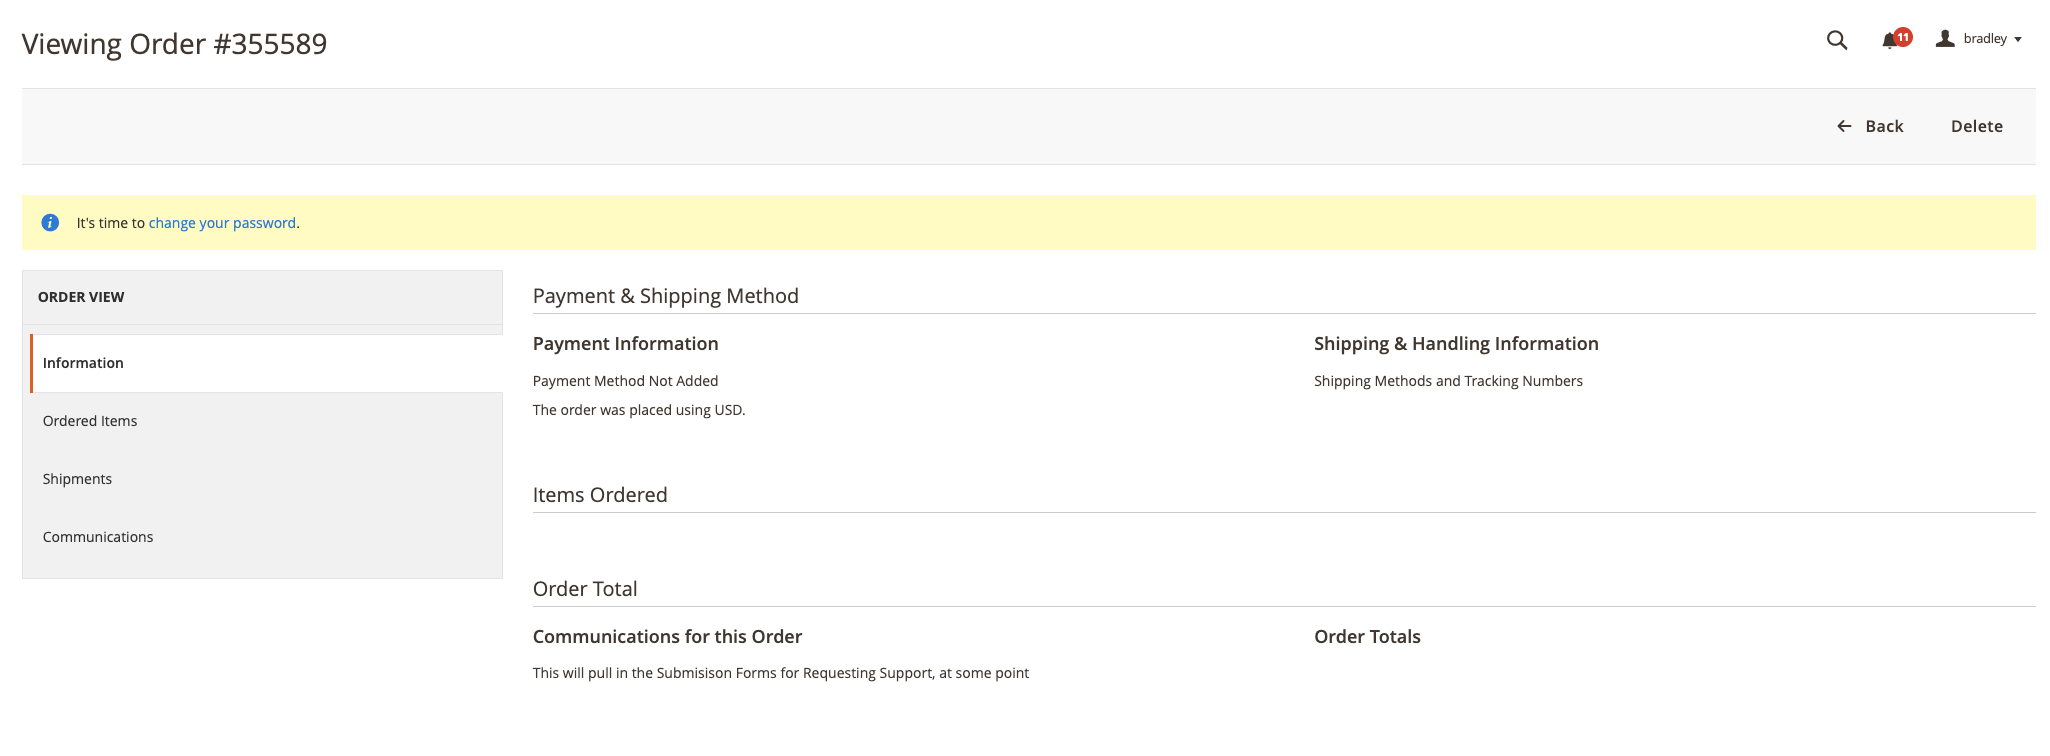 Viewing Order #355589
11
bradley
Back
Delete
It's time to change your password.
ORDER VIEW
Information
Ordered Items
Shipments
Communications
Payment & Shipping Method
Payment Information
Payment Method Not Added
The order was placed using USD.
Shipping & Handling Information
Shipping Methods and Tracking Numbers
Items Ordered
Order Total
Communications for this Order
This will pull in the Submisison Forms for Requesting Support, at some point
Order Totals